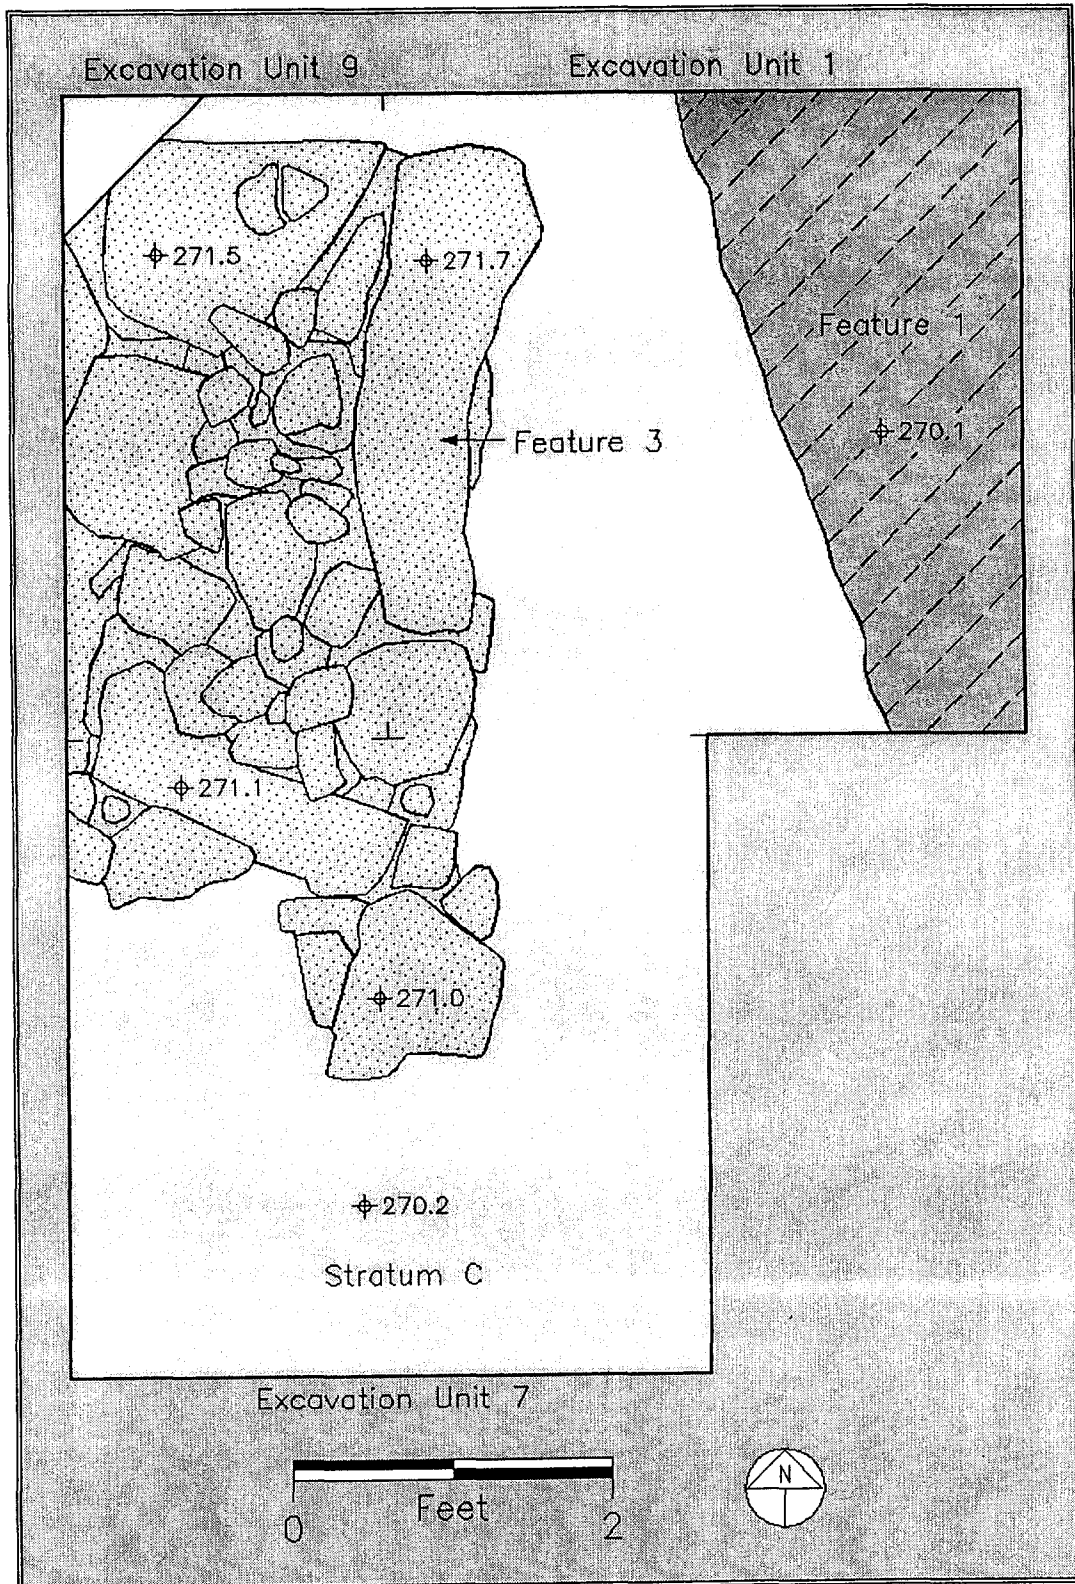 Excavation Unit 9
Excavation Unit 1
271.5
271.7
Feature 1
270.1
Feature 3
271.1
271.0
270.2
Stratum C
Excavation Unit 7
Feet
0 2
N